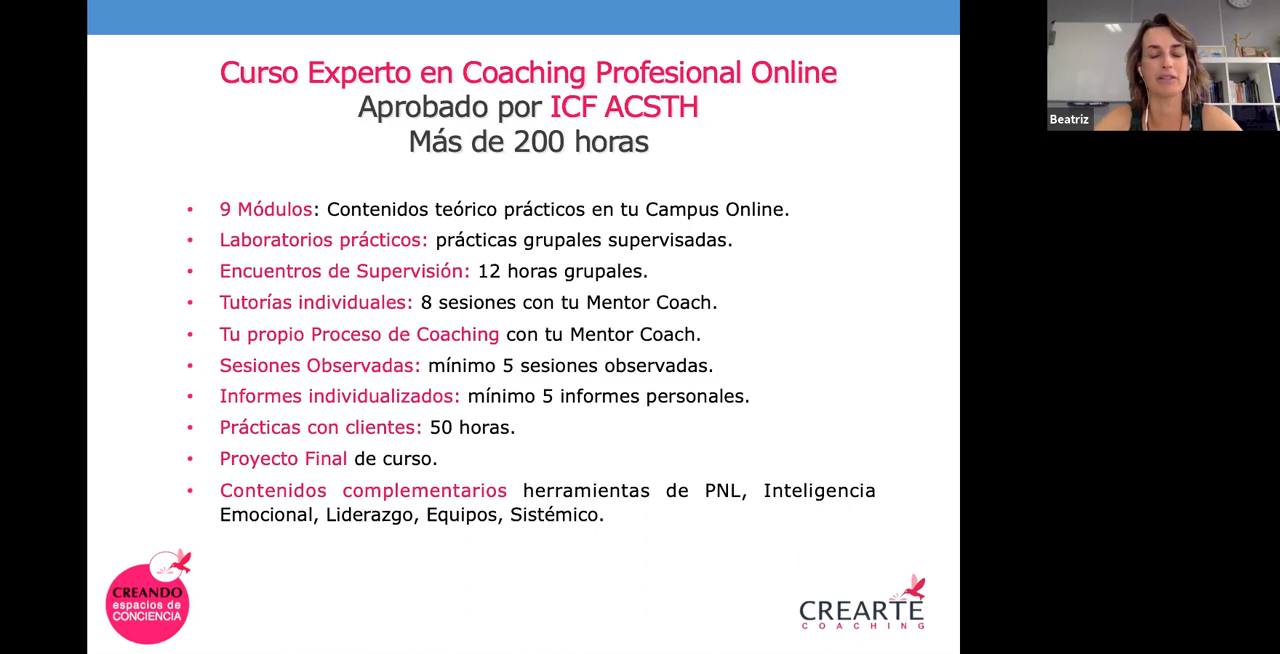 Curso Experto en Coaching Profesional Online
Aprobado por ICF ACSTH
Más de 200 horas
• 9 Módulos: Contenidos teórico prácticos en tu Campus Online.
• Laboratorios prácticos: prácticas grupales supervisadas.
• Encuentros de Supervisión: 12 horas grupales.
• Tutorías individuales: 8 sesiones con tu Mentor Coach.
• Tu propio Proceso de Coaching con tu Mentor Coach.
• Sesiones Observadas: mínimo 5 sesiones observadas.
• Informes individualizados: mínimo 5 informes personales.
• Prácticas con clientes: 50 horas.
• Proyecto Final de curso.
• Contenidos complementarios herramientas de PNL, Inteligencia
Emocional, Liderazgo, Equipos, Sistémico.
CREANDO
espacios de
CONCIENCIA
CREARTE
COACHING
Beatriz